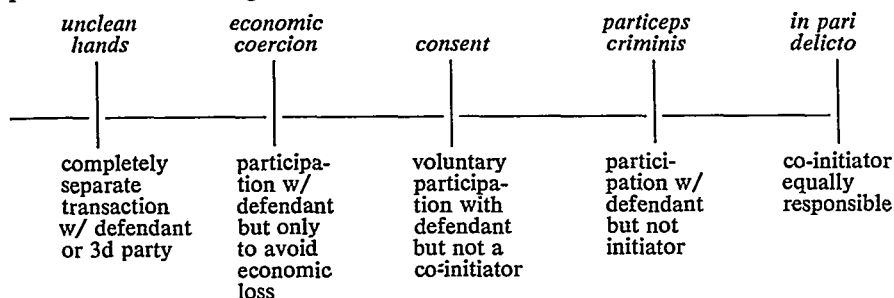 unclean
hands
economic
coercion
consent
particeps
criminis
in pari
delicto
completely
separate
transaction
w/ defendant
or 3d party
participa-
tion w/
defendant
but only
to avoid
economic
loss
voluntary
participa-
tion with
defendant
but not a
co-initiator
partici-
pation w/
defendant
but not
initiator
co-initiator
equally
responsible